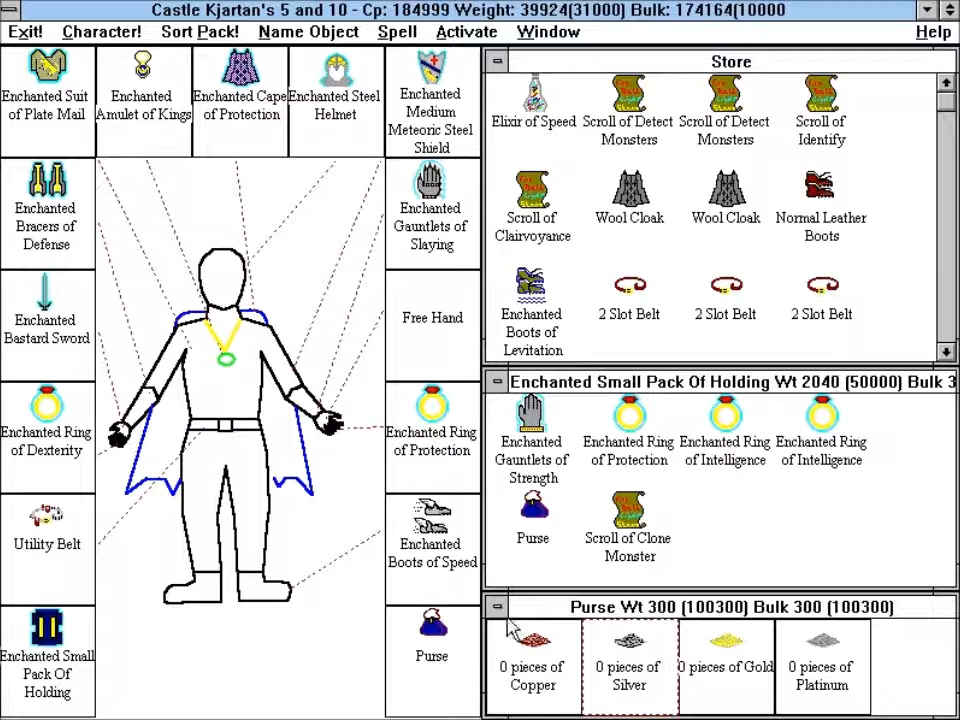 Castle Kjartan's 5 and 10 - Cp: 184999 Weight: 39924(31000) Bulk: 174164(10000
Exit! Character! Sort Pack! Name Object Spell Activate Window Help
Enchanted Suit
of Plate Mail
Enchanted
Amulet of Kings
Enchanted Cape
of Protection
Enchanted Steel
Helmet
Enchanted
Medium
Meteoric Steel
Shield
Enchanted
Bracers of
Defense
Enchanted
Gauntlets of
Slaying
Enchanted
Bastard Sword
Free Hand
Enchanted Ring
of Dexterity
Enchanted Ring
of Protection
Utility Belt
Enchanted
Boots of Speed
Enchanted Small
Pack Of
Holding
Purse
Store
Elixir of Speed
Scroll of Detect
Monsters
Scroll of Detect
Monsters
Scroll of
Identify
Scroll of
Clairvoyance
Wool Cloak
Wool Cloak
Normal Leather
Boots
Enchanted
Boots of
Levitation
2 Slot Belt
2 Slot Belt
2 Slot Belt
Enchanted Small Pack Of Holding Wt 2040 (50000) Bulk 3
Enchanted
Gauntlets of
Strength
Enchanted Ring
of Protection
Enchanted Ring
of Intelligence
Enchanted Ring
of Intelligence
Purse
Scroll of Clone
Monster
Purse Wt 300 (100300) Bulk 300 (100300)
0 pieces of
Copper
0 pieces of
Silver
0 pieces of Gold
0 pieces of
Platinum